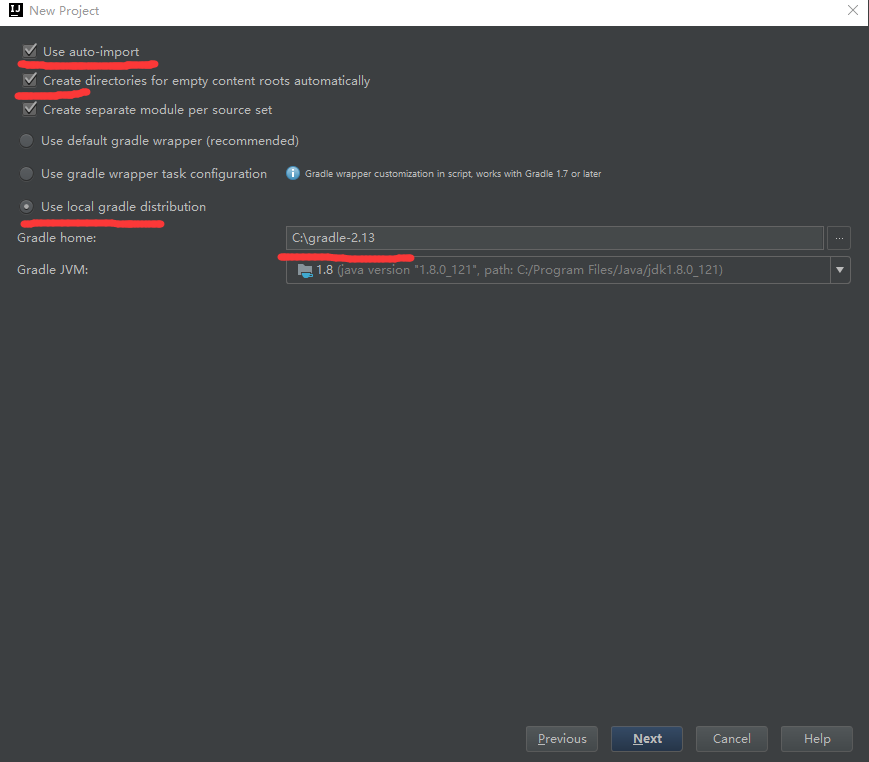 IJ New Project
Use auto-import
Create directories for empty content roots automatically
Create separate module per source set
Use default gradle wrapper (recommended)
Use gradle wrapper task configuration i Gradle wrapper customization in script, works with Gradle 1.7 or later
Use local gradle distribution
Gradle home: C:\gradle-2.13 ...
Gradle JVM: 1.8 (java version "1.8.0_121", path: C:/Program Files/Java/jdk1.8.0_121)
Previous Next Cancel Help